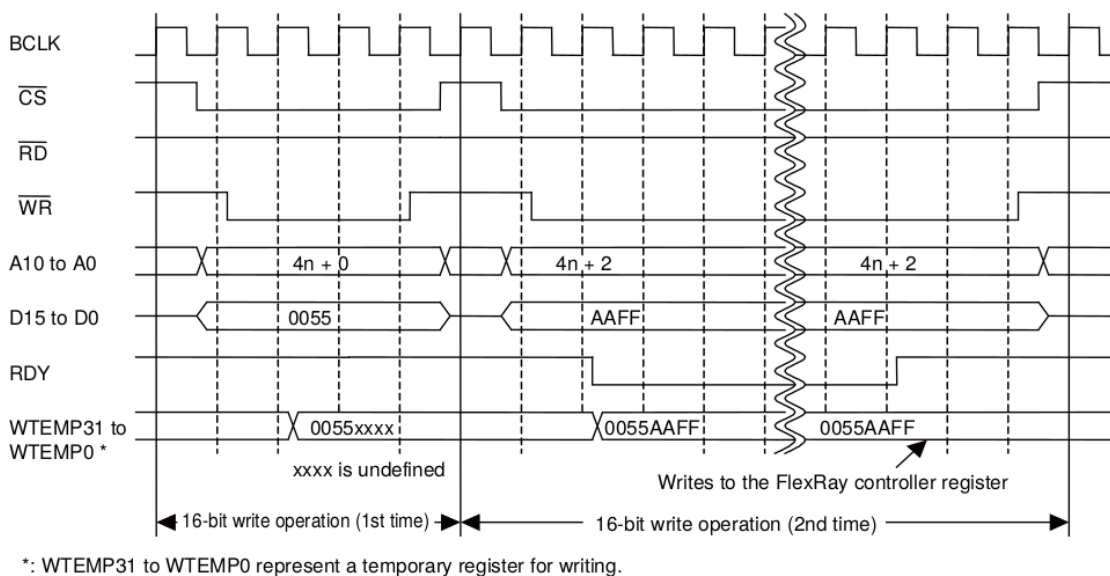 BCLK
CS
RD
WR
A10 to A0 4n + 0 4n + 2 4n + 2
D15 to D0 0055 AAFF AAFF
RDY
WTEMP31 to
WTEMP0 *
0055xxxx 0055AAFF 0055AAFF
xxxx is undefined
Writes to the FlexRay controller register
16-bit write operation (1st time) 16-bit write operation (2nd time)
*: WTEMP31 to WTEMP0 represent a temporary register for writing.